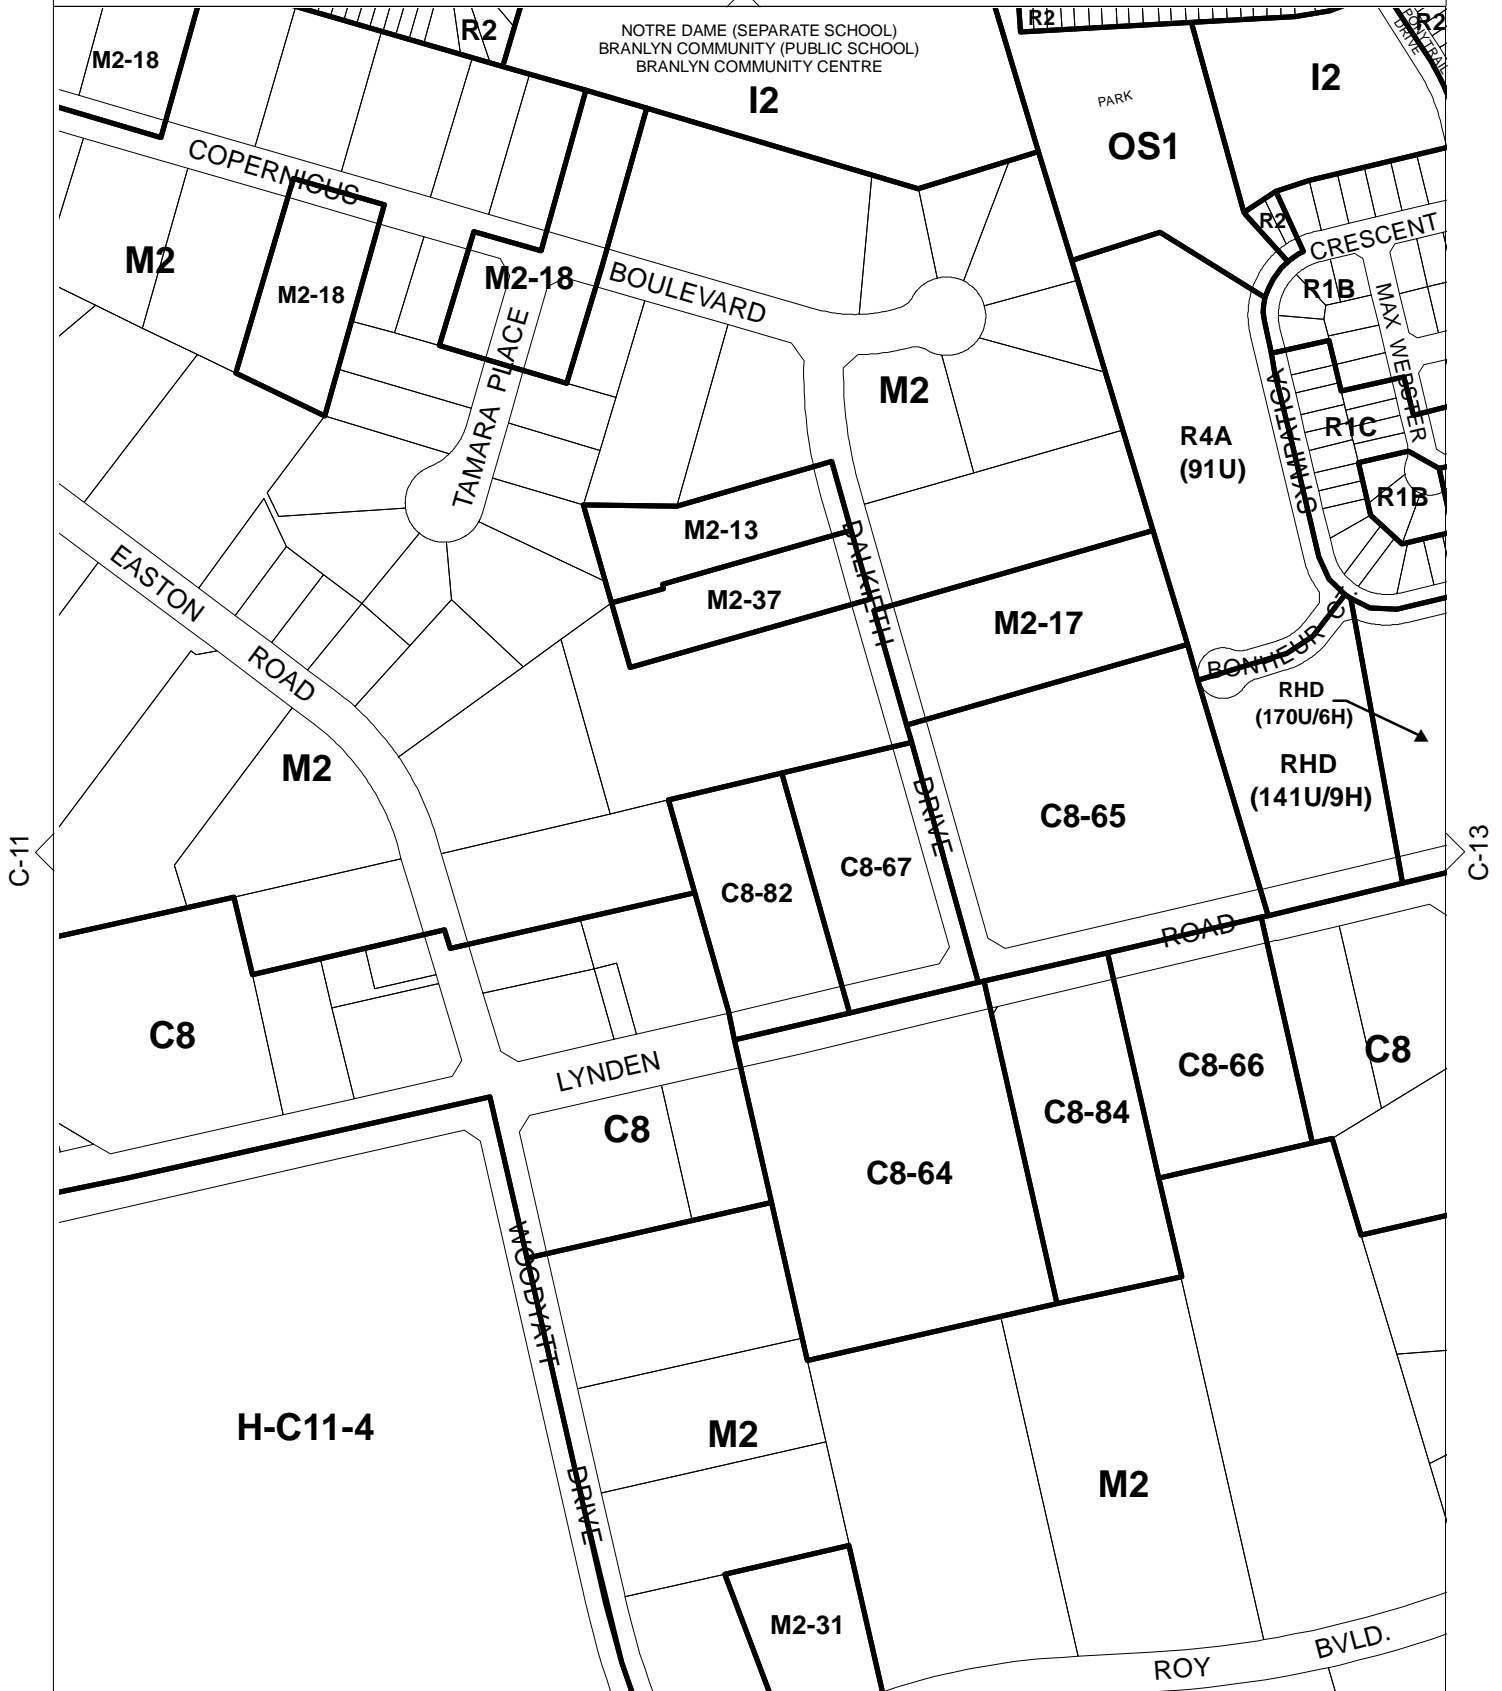 R2
R2
R2
M2-18
NOTRE DAME (SEPARATE SCHOOL)
BRANLYN COMMUNITY (PUBLIC SCHOOL)
BRANLYN COMMUNITY CENTRE
I2
I2
PONYTRAIL
DRIVE
PARK
OS1
COPERNICUS
BOULEVARD
M2
M2-18
M2-18
R2
CRESCENT
R1B
MAX WEBSTER
TAMARA PLACE
M2
R4A
(91U)
SYMPATICA
R1C
R1B
M2-13
M2-37
DALKEITH
DRIVE
M2-17
EASTON
ROAD
BONHEUR CT.
RHD
(170U/6H)
RHD
(141U/9H)
M2
C8-65
C-11
C-13
C8-67
C8-82
ROAD
C8
LYNDEN
C8
C8-66
C8
C8-84
C8-64
WOODYATT
DRIVE
H-C11-4
M2
M2
M2-31
ROY
BVLD.